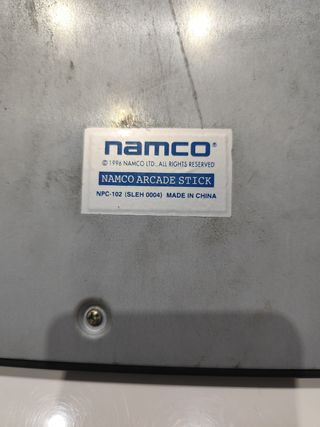 namco®
© 1996 NAMCO LTD., ALL RIGHTS RESERVED
NAMCO ARCADE STICK
NPC-102 (SLEH 0004) MADE IN CHINA